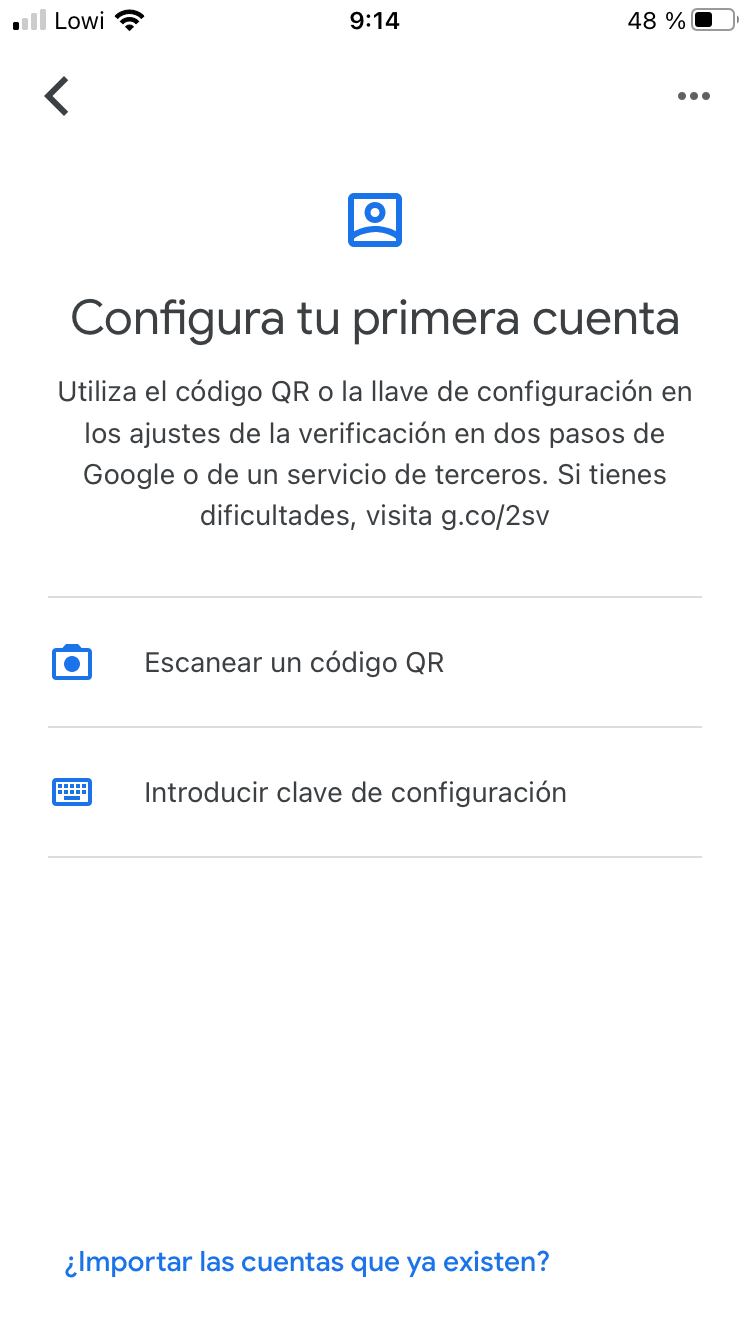 Lowi 9:14 48 %
Configura tu primera cuenta
Utiliza el código QR o la llave de configuración en
los ajustes de la verificación en dos pasos de
Google o de un servicio de terceros. Si tienes
dificultades, visita g.co/2sv
Escanear un código QR
Introducir clave de configuración
¿Importar las cuentas que ya existen?